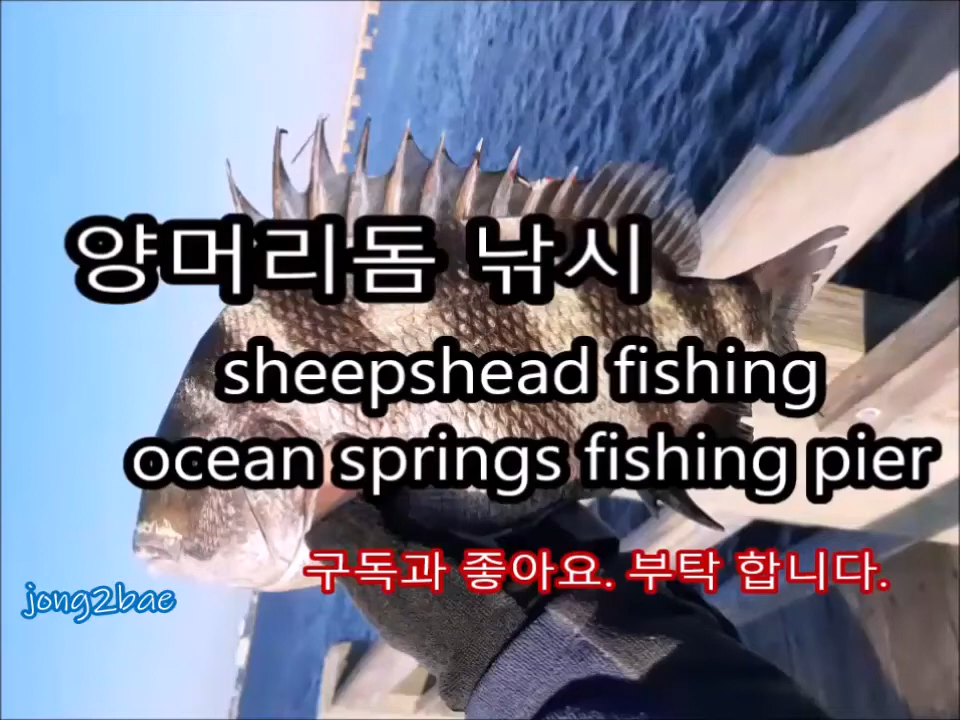 양머리돔 낚시
sheepshead fishing
ocean springs fishing pier
구독과 좋아요. 부탁 합니다.
jong2bae